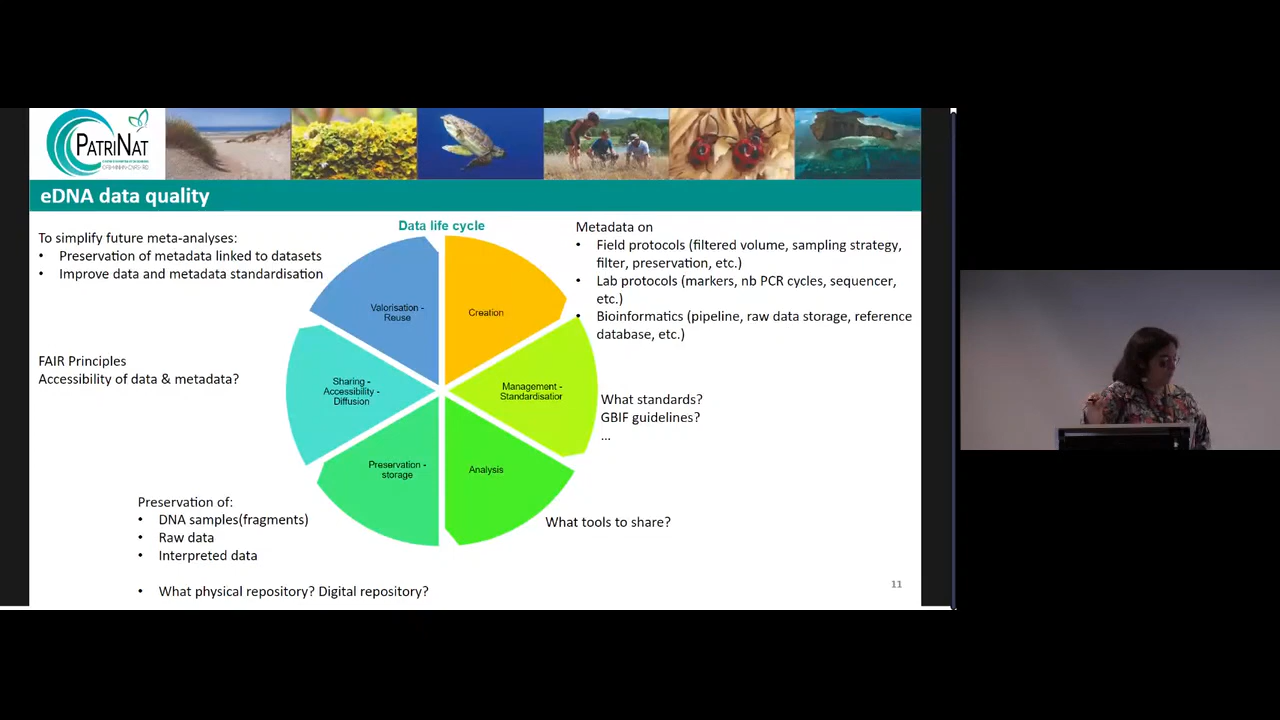 PATRINAT
eDNA data quality
Data life cycle
To simplify future meta-analyses:
• Preservation of metadata linked to datasets
• Improve data and metadata standardisation
Metadata on
• Field protocols (filtered volume, sampling strategy,
filter, preservation, etc.)
• Lab protocols (markers, nb PCR cycles, sequencer,
etc.)
• Bioinformatics (pipeline, raw data storage, reference
database, etc.)
Valorisation -
Reuse
Creation
FAIR Principles
Accessibility of data & metadata?
Sharing -
Accessibility -
Diffusion
Management -
Standardisation
What standards?
GBIF guidelines?
...
Preservation -
storage
Analysis
Preservation of:
• DNA samples(fragments)
• Raw data
• Interpreted data
• What physical repository? Digital repository?
What tools to share?
11